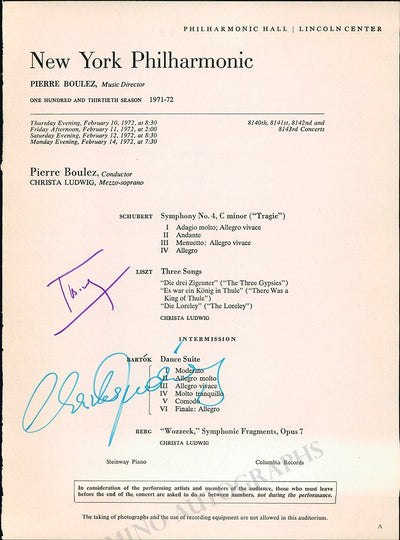 PHILHARMONIC HALL | LINCOLN CENTER
New York Philharmonic
PIERRE BOULEZ, Music Director
ONE HUNDRED AND THIRTIETH SEASON 1971-72
Thursday Evening, February 10, 1972, at 8:30
Friday Afternoon, February 11, 1972, at 2:00
Saturday Evening, February 12, 1972, at 8:30
Monday Evening, February 14, 1972, at 7:30
8140th, 8141st, 8142nd and
8143rd Concerts
Pierre Boulez, Conductor
CHRISTA LUDWIG, Mezzo-soprano
SCHUBERT Symphony No. 4, C minor ("Tragic")
I Adagio molto; Allegro vivace
II Andante
III Menuetto: Allegro vivace
IV Allegro
LISZT Three Songs
"Die drei Zigeuner" ("The Three Gypsies")
"Es war ein König in Thule" ("There Was a
King of Thule")
"Die Loreley" ("The Loreley")
CHRISTA LUDWIG
INTERMISSION
BARTÓK Dance Suite
I Moderato
II Allegro molto
III Allegro vivace
IV Molto tranquillo
V Comodo
VI Finale: Allegro
BERG "Wozzeck," Symphonic Fragments, Opus 7
CHRISTA LUDWIG
Steinway Piano Columbia Records
In consideration of the performing artists and members of the audience, those who must leave
before the end of the concert are asked to do so between numbers, not during the performance.
The taking of photographs and the use of recording equipment are not allowed in this auditorium.
A
TAMINO AUTOGRAPHS